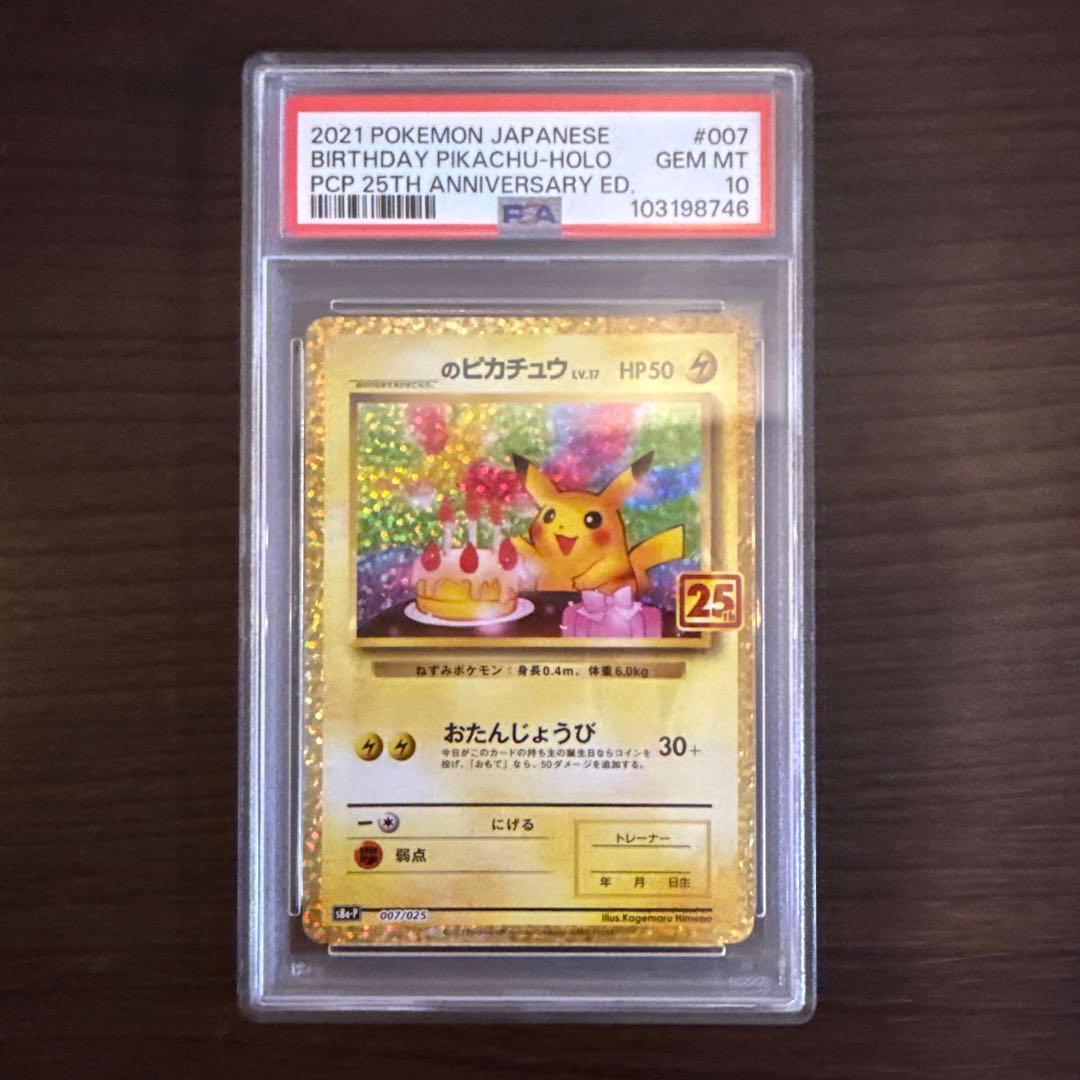 2021 POKEMON JAPANESE #007
BIRTHDAY PIKACHU-HOLO GEM MT
PCP 25TH ANNIVERSARY ED. 10
PSA 103198746
のピカチュウ LV.17 HP50
25th
ねずみポケモン:身長0.4m, 体重6.0kg
おたんじょうび
今日がこのカードの持ち主の誕生日ならコインを
投げ、「おもて」なら、50ダメージを追加する。
30+
にげる
弱点
トレーナー
年 月 日生
s8a-P 007/025
Illus.Kagemaru Himeno